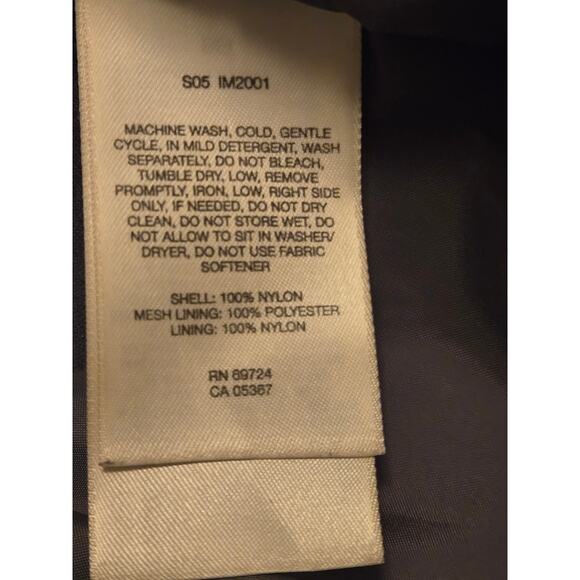 S05 IM2001
MACHINE WASH, COLD, GENTLE
CYCLE, IN MILD DETERGENT, WASH
SEPARATELY, DO NOT BLEACH,
TUMBLE DRY, LOW, REMOVE
PROMPTLY, IRON, LOW, RIGHT SIDE
ONLY, IF NEEDED, DO NOT DRY
CLEAN, DO NOT STORE WET, DO
NOT ALLOW TO SIT IN WASHER/
DRYER, DO NOT USE FABRIC
SOFTENER
SHELL: 100% NYLON
MESH LINING: 100% POLYESTER
LINING: 100% NYLON
RN 69724
CA 05367